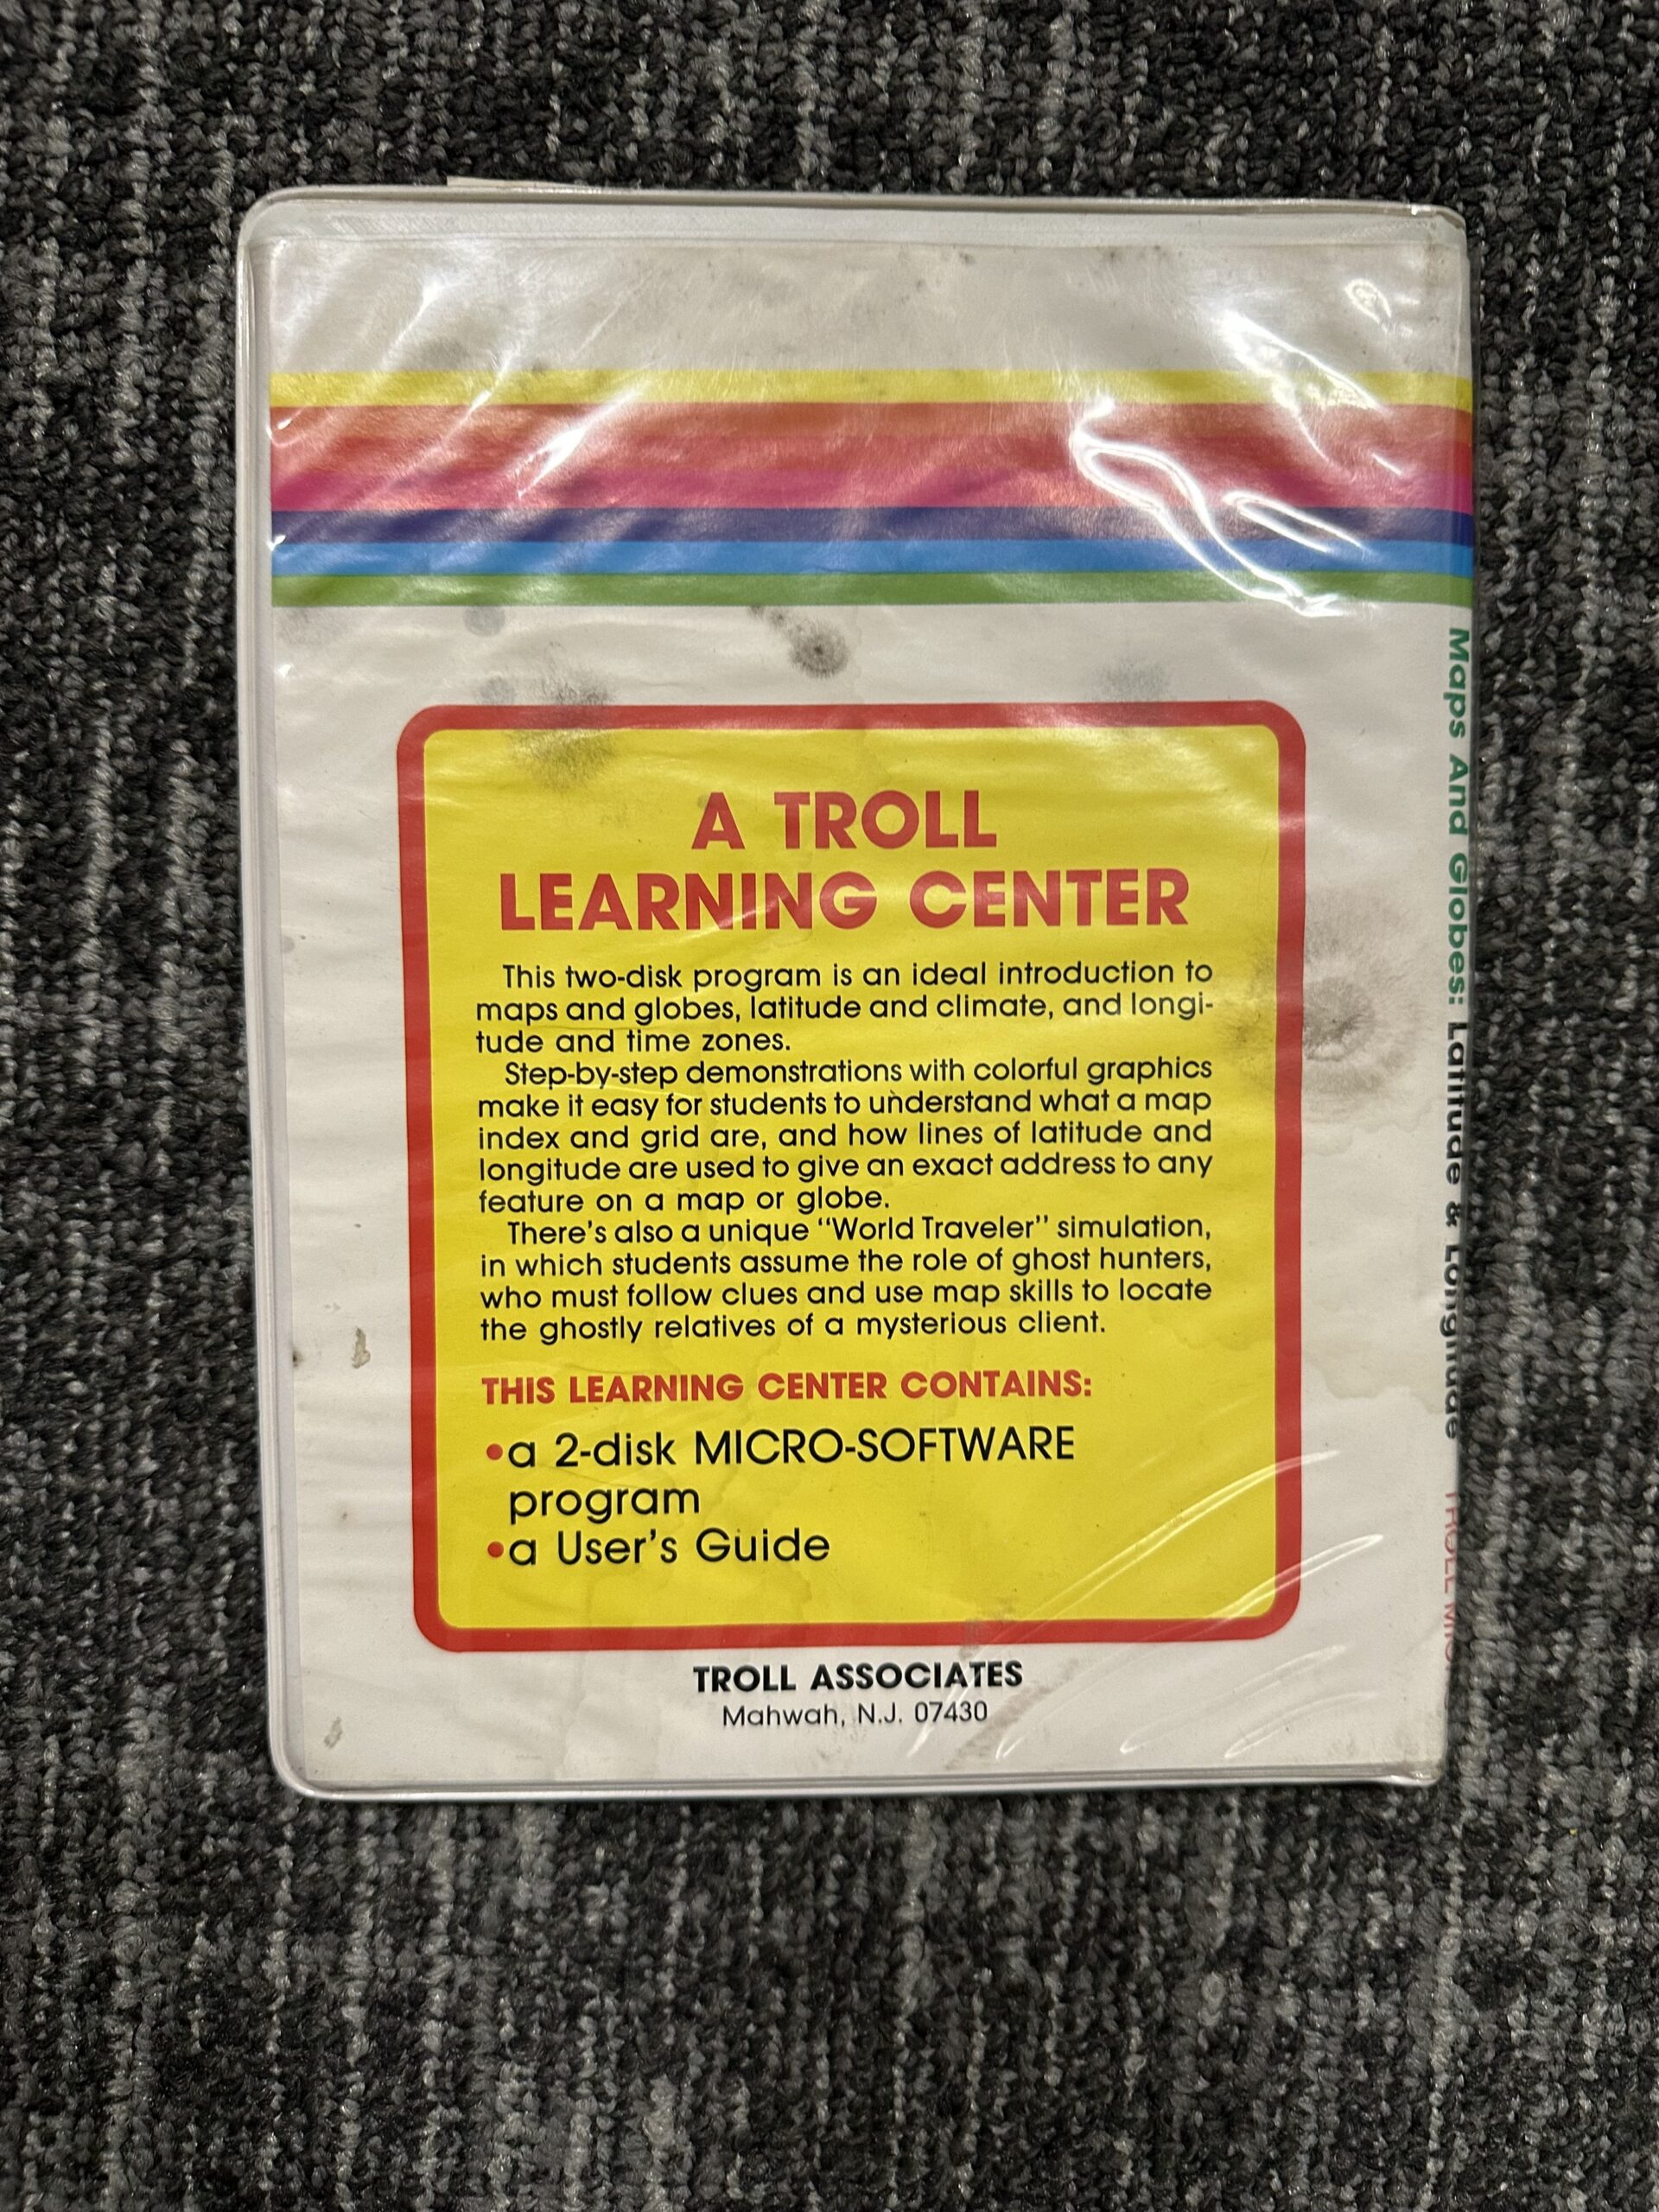 A TROLL
LEARNING CENTER
This two-disk program is an ideal introduction to
maps and globes, latitude and climate, and longi-
tude and time zones.
Step-by-step demonstrations with colorful graphics
make it easy for students to understand what a map
index and grid are, and how lines of latitude and
longitude are used to give an exact address to any
feature on a map or globe.
There's also a unique "World Traveler" simulation,
in which students assume the role of ghost hunters,
who must follow clues and use map skills to locate
the ghostly relatives of a mysterious client.
THIS LEARNING CENTER CONTAINS:
•a 2-disk MICRO-SOFTWARE
program
•a User's Guide
TROLL ASSOCIATES
Mahwah, N.J. 07430
Maps And Globes: Latitude & Longitude TROLL